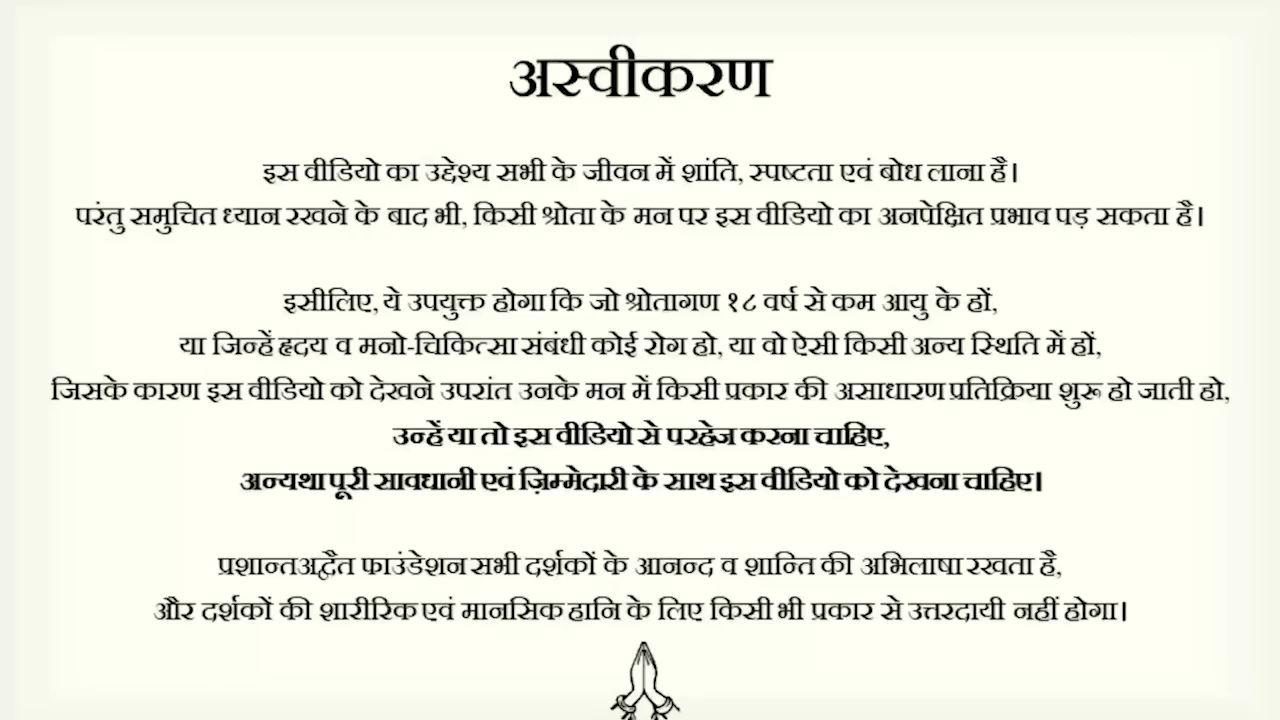 अस्वीकरण
इस वीडियो का उद्देश्य सभी के जीवन में शांति, स्पष्टता एवं बोध लाना है।
परंतु समुचित ध्यान रखने के बाद भी, किसी श्रोता के मन पर इस वीडियो का अनपेक्षित प्रभाव पड़ सकता है।
इसीलिए, ये उपयुक्त होगा कि जो श्रोतागण १८ वर्ष से कम आयु के हों,
या जिन्हें हृदय व मनो-चिकित्सा संबंधी कोई रोग हो, या वो ऐसी किसी अन्य स्थिति में हों,
जिसके कारण इस वीडियो को देखने उपरांत उनके मन में किसी प्रकार की असाधारण प्रतिक्रिया शुरू हो जाती हो,
उन्हें या तो इस वीडियो से परहेज करना चाहिए,
अन्यथा पूरी सावधानी एवं ज़िम्मेदारी के साथ इस वीडियो को देखना चाहिए।
प्रशान्तअद्वैत फाउंडेशन सभी दर्शकों के आनन्द व शान्ति की अभिलाषा रखता है,
और दर्शकों की शारीरिक एवं मानसिक हानि के लिए किसी भी प्रकार से उत्तरदायी नहीं होगा।